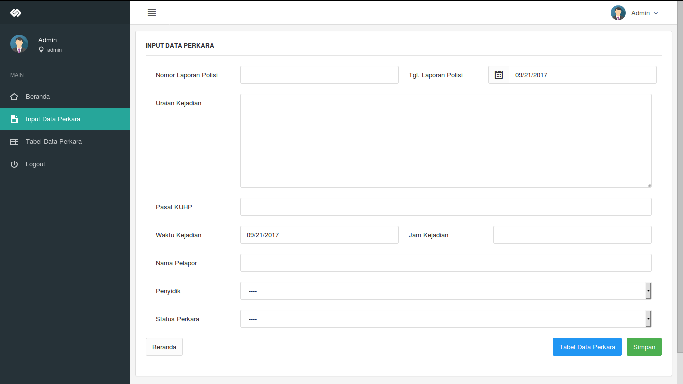 Admin
Admin
admin
MAIN
Beranda
Input Data Perkara
Tabel Data Perkara
Logout
INPUT DATA PERKARA
Nomor Laporan Polisi
Tgl. Laporan Polisi
09/21/2017
Uraian Kejadian
Pasal KUHP
Waktu Kejadian
09/21/2017
Jam Kejadian
Nama Pelapor
Penyidik
----
Status Perkara
----
Beranda
Tabel Data Perkara
Simpan